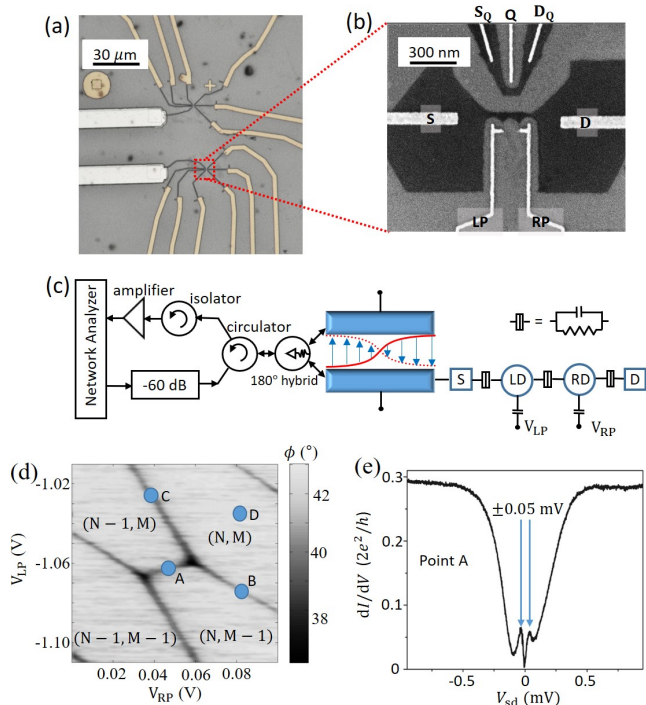 (a)
30 μm
(b)
S_Q Q D_Q
300 nm
S
D
LP
RP
(c)
Network Analyzer
amplifier
isolator
circulator
-60 dB
180° hybrid
=
S
LD
RD
D
V_LP
V_RP
(d)
ϕ (°)
V_LP (V)
-1.02
-1.06
-1.10
C
D
(N − 1, M)
(N, M)
A
B
(N − 1, M − 1)
(N, M − 1)
0.02 0.04 0.06 0.08
V_RP (V)
42
40
38
(e)
dI/dV (2e²/h)
0.3
0.2
0.1
0
±0.05 mV
Point A
-0.5 0 0.5
V_sd (mV)